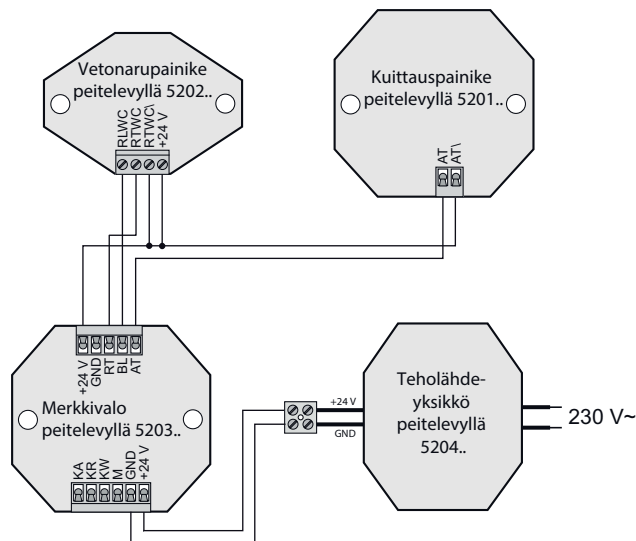 Vetonarupainike
peitelevyllä 5202..
RLWC
RTWC
RTWC\
+24 V
Kuittauspainike
peitelevyllä 5201..
AT
AT\
+24 V
GND
RT
BL
AT
Merkkivalo
peitelevyllä 5203..
KA
KR
KW
M
GND
+24 V
+24 V
GND
Teholähde-
yksikkö
peitelevyllä
5204..
230 V~